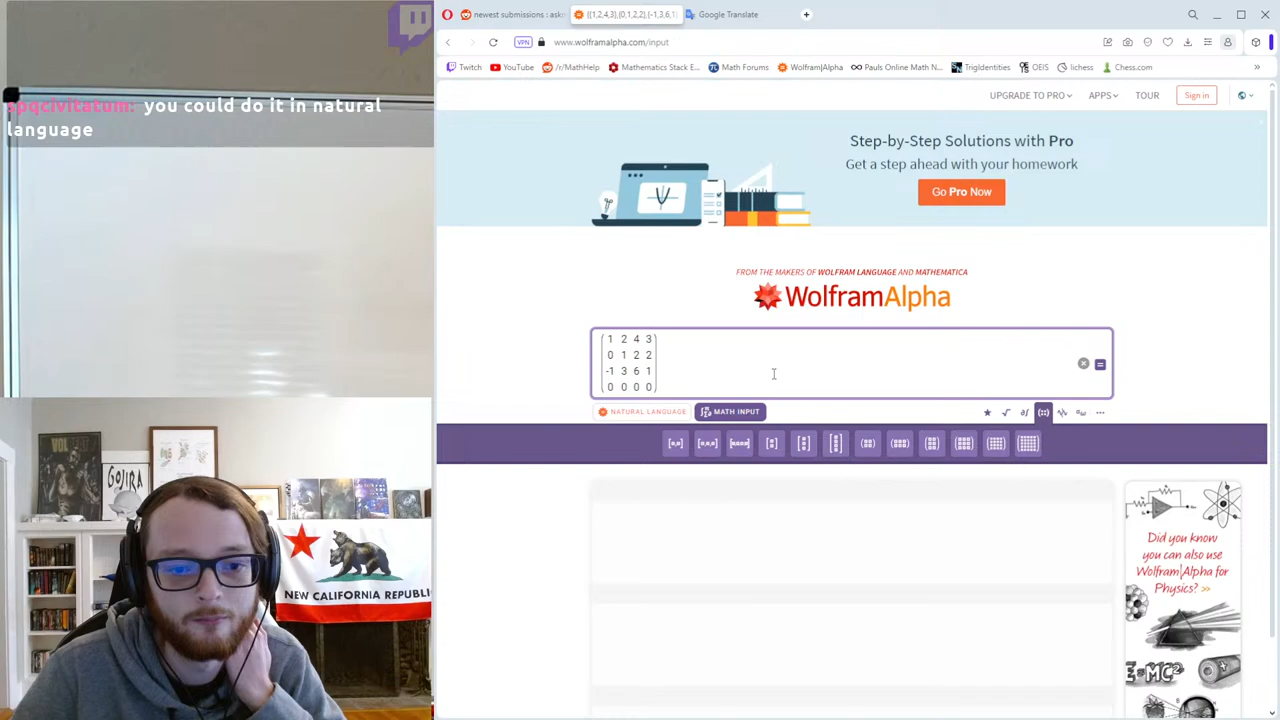 spqcivitatum: you could do it in natural
language
newest submissions : ask
{{1,2,4,3},{0,1,2,2},{-1,3,6,1
Google Translate
VPN
www.wolframalpha.com/input
Twitch
YouTube
/r/MathHelp
Mathematics Stack E...
Math Forums
Wolfram|Alpha
Pauls Online Math N...
TrigIdentities
OEIS
lichess
Chess.com
UPGRADE TO PRO
APPS
TOUR
Sign in
Step-by-Step Solutions with Pro
Get a step ahead with your homework
Go Pro Now
FROM THE MAKERS OF WOLFRAM LANGUAGE AND MATHEMATICA
WolframAlpha
1 2 4 3
0 1 2 2
-1 3 6 1
0 0 0 0
NATURAL LANGUAGE
MATH INPUT
Did you know
you can also use
Wolfram|Alpha for
Physics? >>
E=MC²
VOLBEAT
GOJIRA
NEW CALIFORNIA REPUBLI